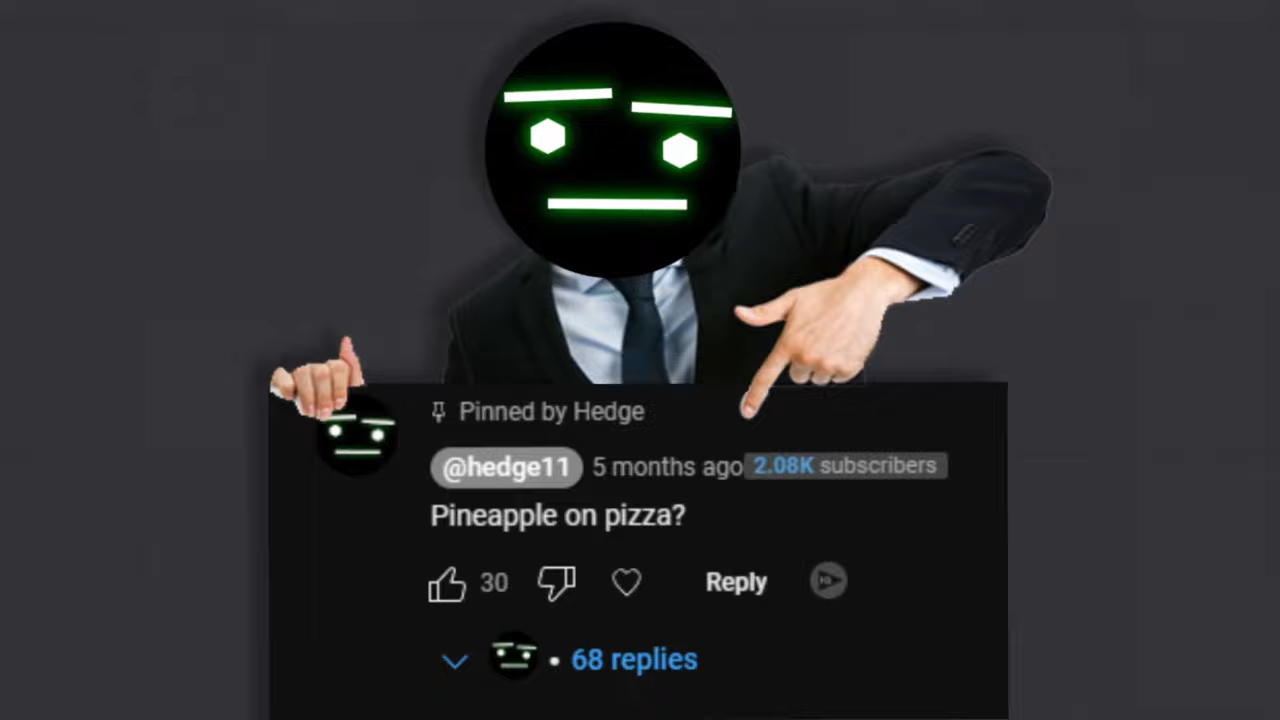 Pinned by Hedge
@hedge11 5 months ago 2.08K subscribers
Pineapple on pizza?
30 Reply
68 replies